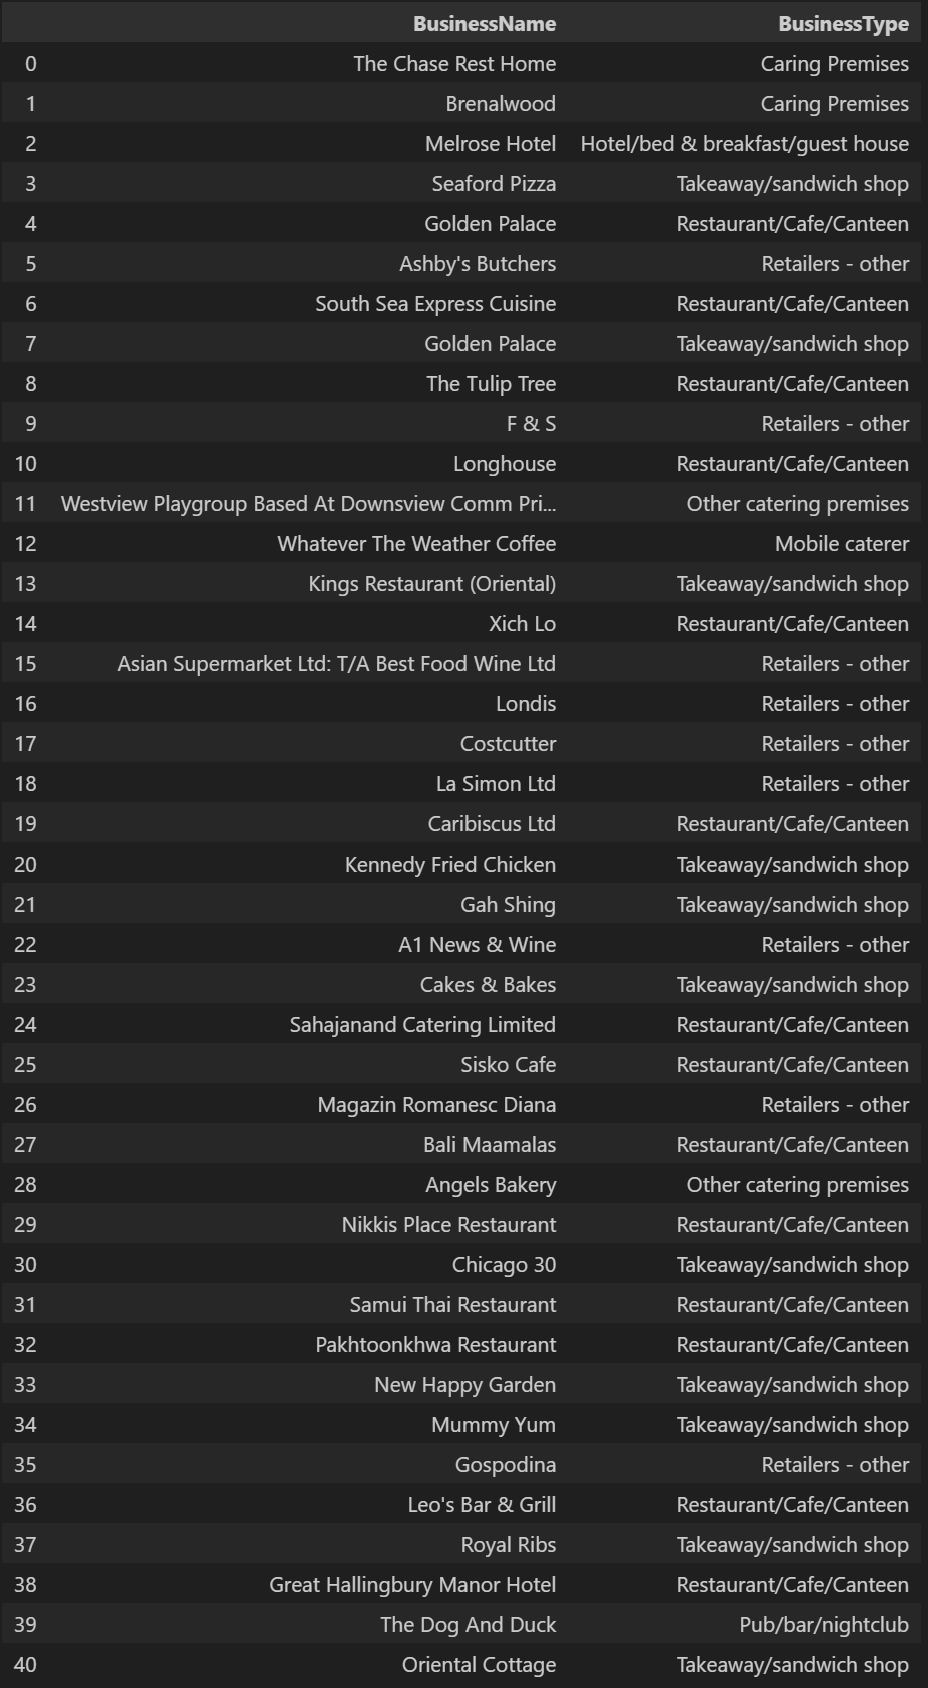 BusinessName BusinessType
0 The Chase Rest Home Caring Premises
1 Brenalwood Caring Premises
2 Melrose Hotel Hotel/bed & breakfast/guest house
3 Seaford Pizza Takeaway/sandwich shop
4 Golden Palace Restaurant/Cafe/Canteen
5 Ashby's Butchers Retailers - other
6 South Sea Express Cuisine Restaurant/Cafe/Canteen
7 Golden Palace Takeaway/sandwich shop
8 The Tulip Tree Restaurant/Cafe/Canteen
9 F & S Retailers - other
10 Longhouse Restaurant/Cafe/Canteen
11 Westview Playgroup Based At Downsview Comm Pri... Other catering premises
12 Whatever The Weather Coffee Mobile caterer
13 Kings Restaurant (Oriental) Takeaway/sandwich shop
14 Xich Lo Restaurant/Cafe/Canteen
15 Asian Supermarket Ltd: T/A Best Food Wine Ltd Retailers - other
16 Londis Retailers - other
17 Costcutter Retailers - other
18 La Simon Ltd Retailers - other
19 Caribiscus Ltd Restaurant/Cafe/Canteen
20 Kennedy Fried Chicken Takeaway/sandwich shop
21 Gah Shing Takeaway/sandwich shop
22 A1 News & Wine Retailers - other
23 Cakes & Bakes Takeaway/sandwich shop
24 Sahajanand Catering Limited Restaurant/Cafe/Canteen
25 Sisko Cafe Restaurant/Cafe/Canteen
26 Magazin Romanesc Diana Retailers - other
27 Bali Maamalas Restaurant/Cafe/Canteen
28 Angels Bakery Other catering premises
29 Nikkis Place Restaurant Restaurant/Cafe/Canteen
30 Chicago 30 Takeaway/sandwich shop
31 Samui Thai Restaurant Restaurant/Cafe/Canteen
32 Pakhtoonkhwa Restaurant Restaurant/Cafe/Canteen
33 New Happy Garden Takeaway/sandwich shop
34 Mummy Yum Takeaway/sandwich shop
35 Gospodina Retailers - other
36 Leo's Bar & Grill Restaurant/Cafe/Canteen
37 Royal Ribs Takeaway/sandwich shop
38 Great Hallingbury Manor Hotel Restaurant/Cafe/Canteen
39 The Dog And Duck Pub/bar/nightclub
40 Oriental Cottage Takeaway/sandwich shop